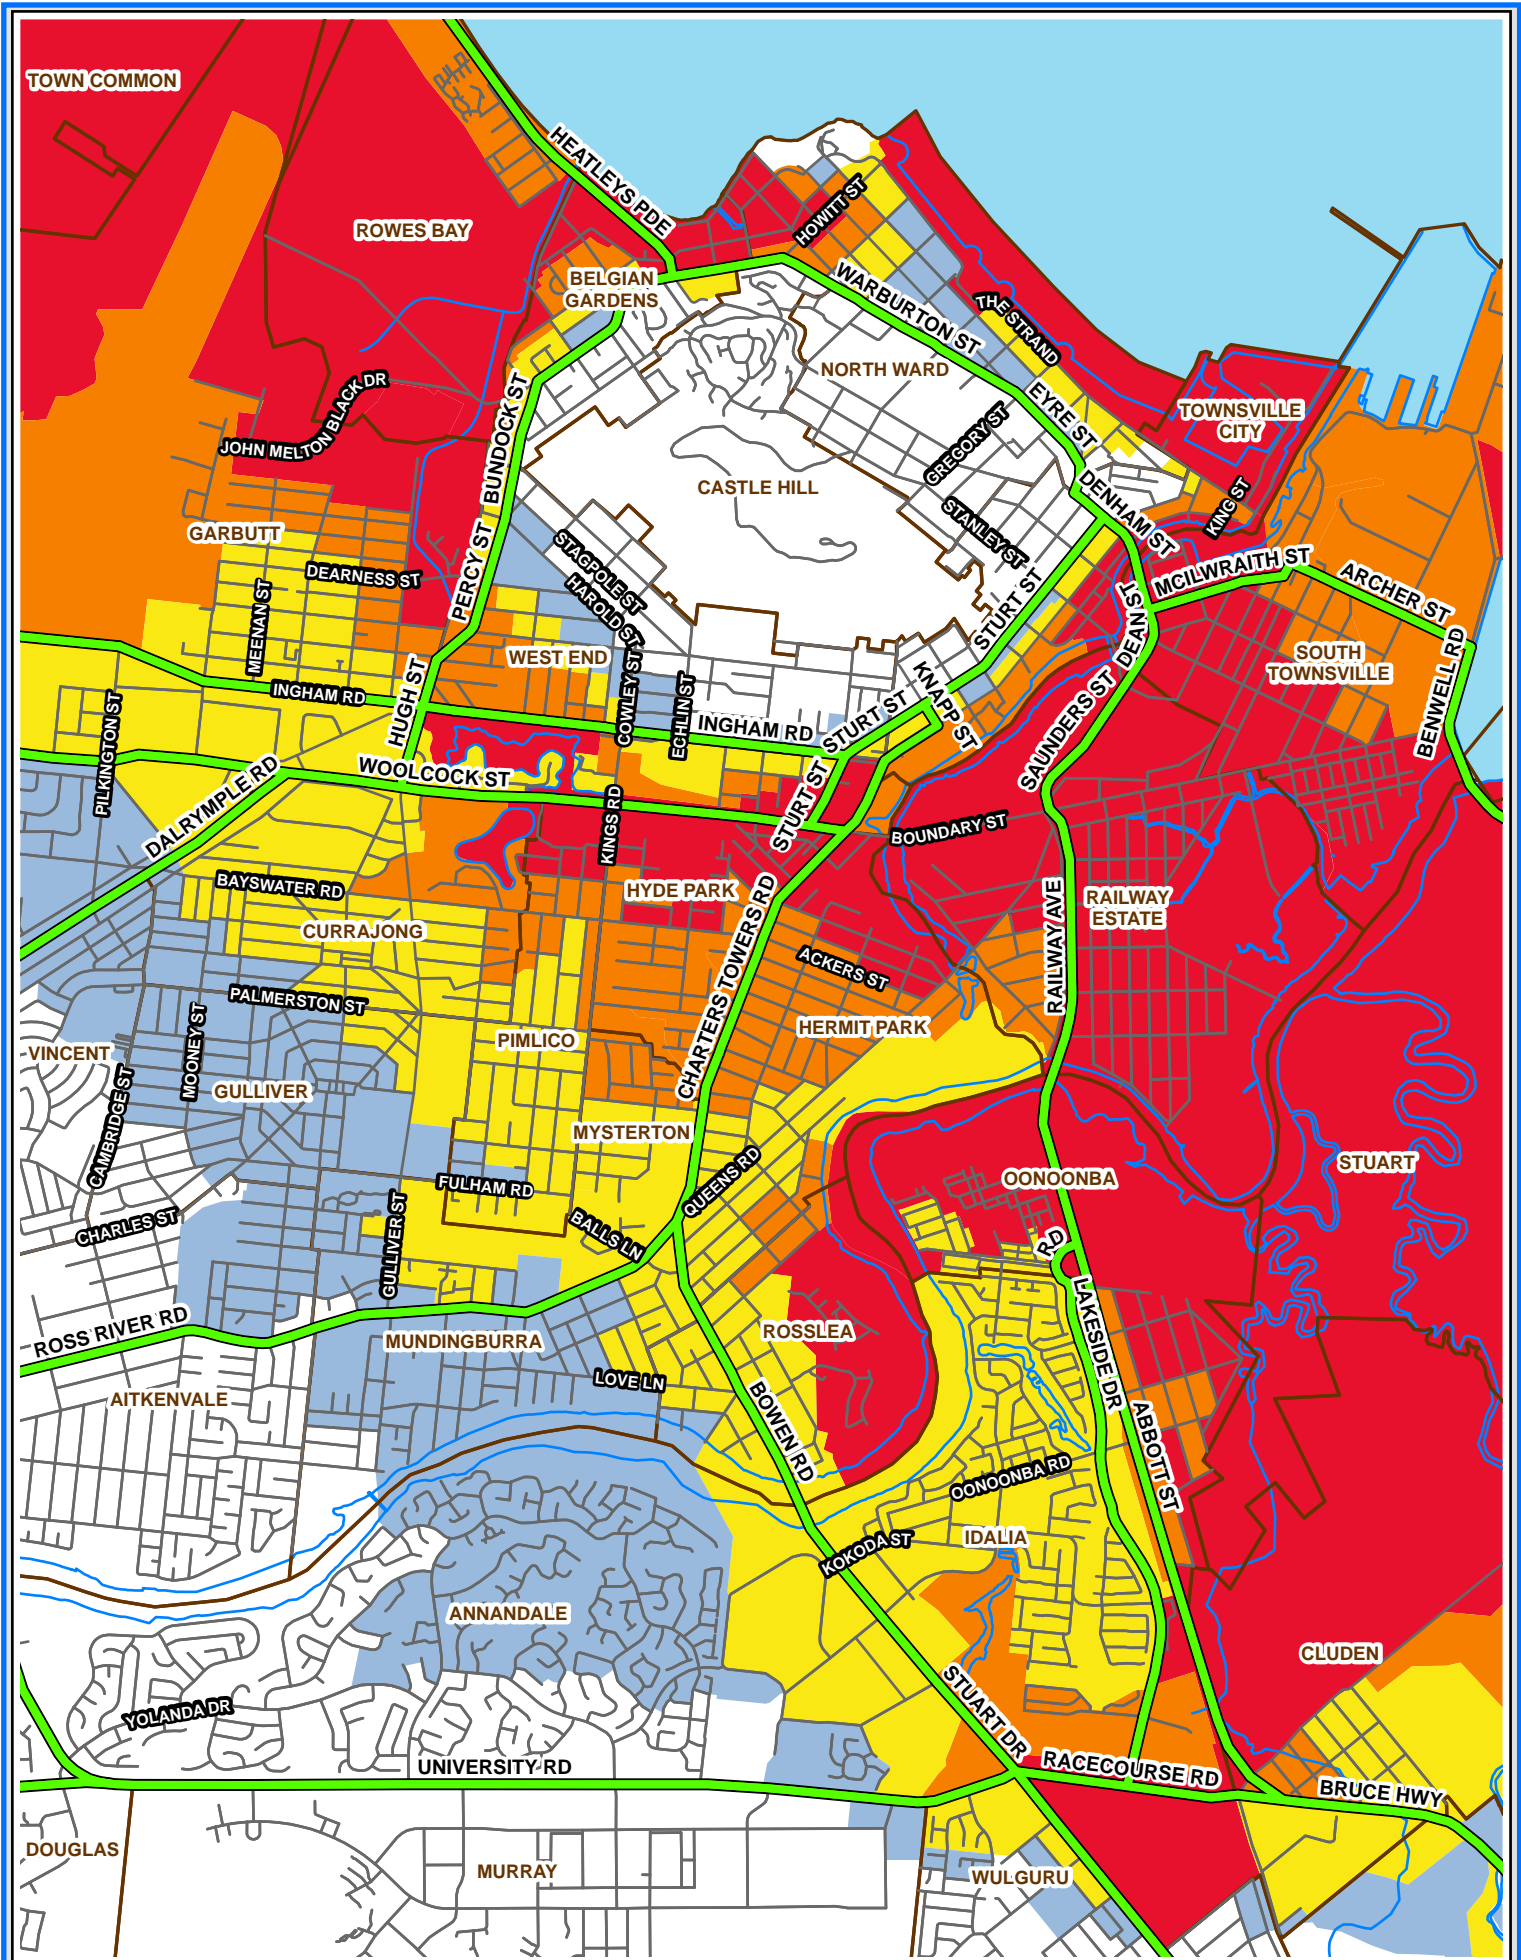 TOWN COMMON
HEATLEYS PDE
ROWES BAY
HOWITT ST
BELGIAN
GARDENS
WARBURTON ST
THE STRAND
NORTH WARD
JOHN MELTON BLACK DR
BUNDOCK ST
EYRE ST
TOWNSVILLE
CITY
GREGORY ST
CASTLE HILL
DENHAM ST
KING ST
STANLEY ST
GARBUTT
PERCY ST
STAGPOLE ST
HAROLD ST
DEARNESS ST
MCILWRAITH ST
ARCHER ST
MEENAN ST
STURT ST
DEAN ST
WEST END
COWLEY ST
SOUTH
TOWNSVILLE
BENWELL RD
INGHAM RD
HUGH ST
ECHLIN ST
KNAPP ST
INGHAM RD
STURT ST
SAUNDERS ST
PILKINGTON ST
WOOLCOCK ST
DALRYMPLE RD
KINGS RD
STURT ST
BOUNDARY ST
BAYSWATER RD
HYDE PARK
RAILWAY
ESTATE
CURRAJONG
CHARTERS TOWERS RD
RAILWAY AVE
ACKERS ST
PALMERSTON ST
HERMIT PARK
VINCENT
MOONEY ST
PIMLICO
GULLIVER
CAMBRIDGE ST
MYSTERTON
STUART
QUEENS RD
OONOONBA
FULHAM RD
CHARLES ST
GULLIVER ST
BALLS LN
RD
ROSS RIVER RD
MUNDINGBURRA
ROSSLEA
LAKESIDE DR
LOVE LN
AITKENVALE
BOWEN RD
ABBOTT ST
OONOONBA RD
IDALIA
KOKODA ST
ANNANDALE
CLUDEN
YOLANDA DR
STUART DR
UNIVERSITY RD
RACECOURSE RD
BRUCE HWY
DOUGLAS
MURRAY
WULGURU